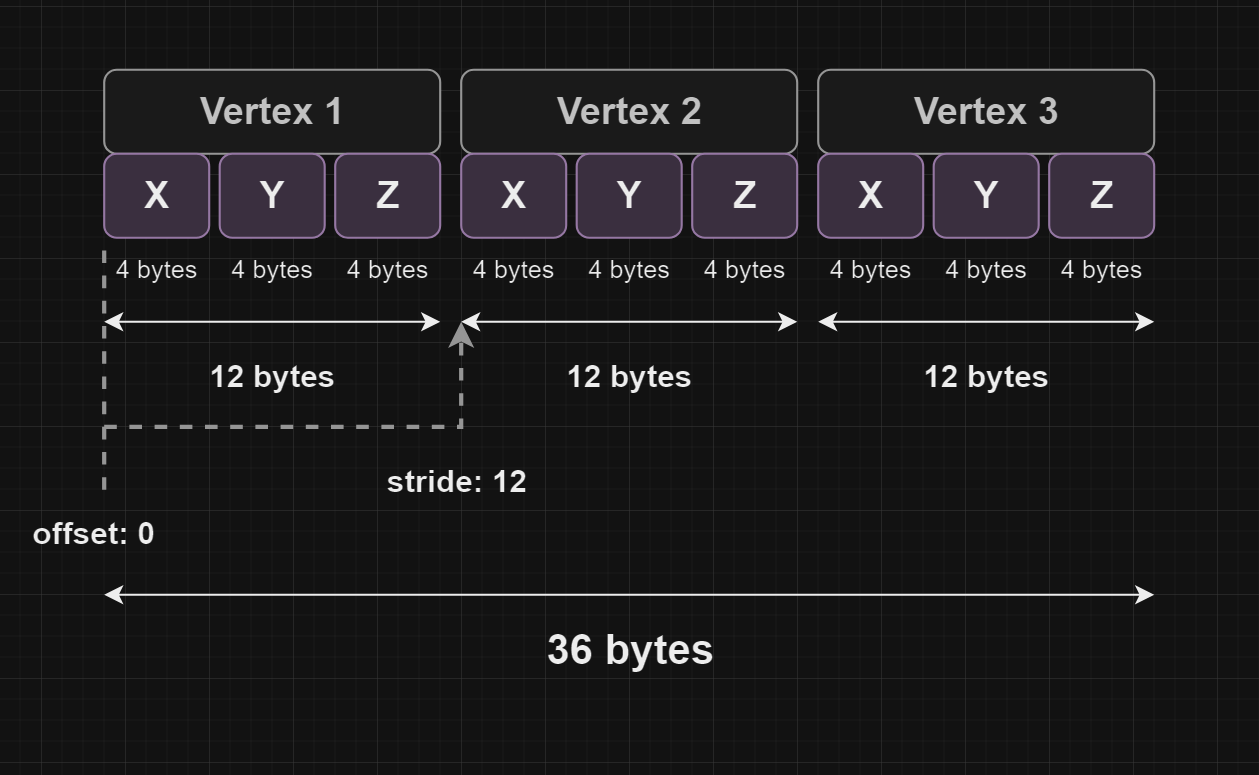 Vertex 1 Vertex 2 Vertex 3
X Y Z X Y Z X Y Z
4 bytes 4 bytes 4 bytes 4 bytes 4 bytes 4 bytes 4 bytes 4 bytes 4 bytes
12 bytes 12 bytes 12 bytes
stride: 12
offset: 0
36 bytes